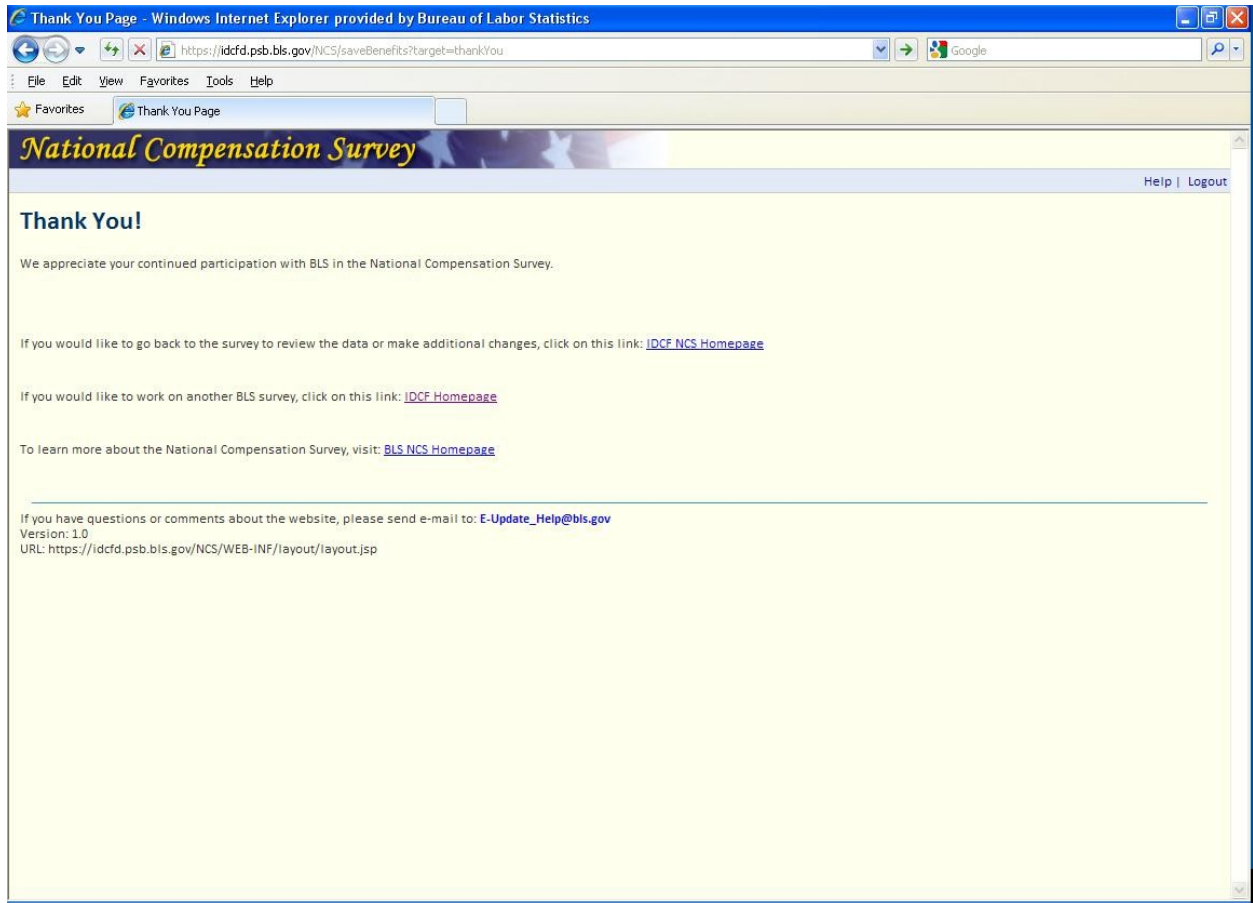 Thank You Page - Windows Internet Explorer provided by Bureau of Labor Statistics
https://idcfd.psb.bls.gov/NCS/saveBenefits?target=thankYou
Google
File Edit View Favorites Tools Help
Favorites Thank You Page
National Compensation Survey
Help | Logout
Thank You!
We appreciate your continued participation with BLS in the National Compensation Survey.
If you would like to go back to the survey to review the data or make additional changes, click on this link: IDCF NCS Homepage
If you would like to work on another BLS survey, click on this link: IDCF Homepage
To learn more about the National Compensation Survey, visit: BLS NCS Homepage
If you have questions or comments about the website, please send e-mail to: E-Update_Help@bls.gov
Version: 1.0
URL: https://idcfd.psb.bls.gov/NCS/WEB-INF/layout/layout.jsp